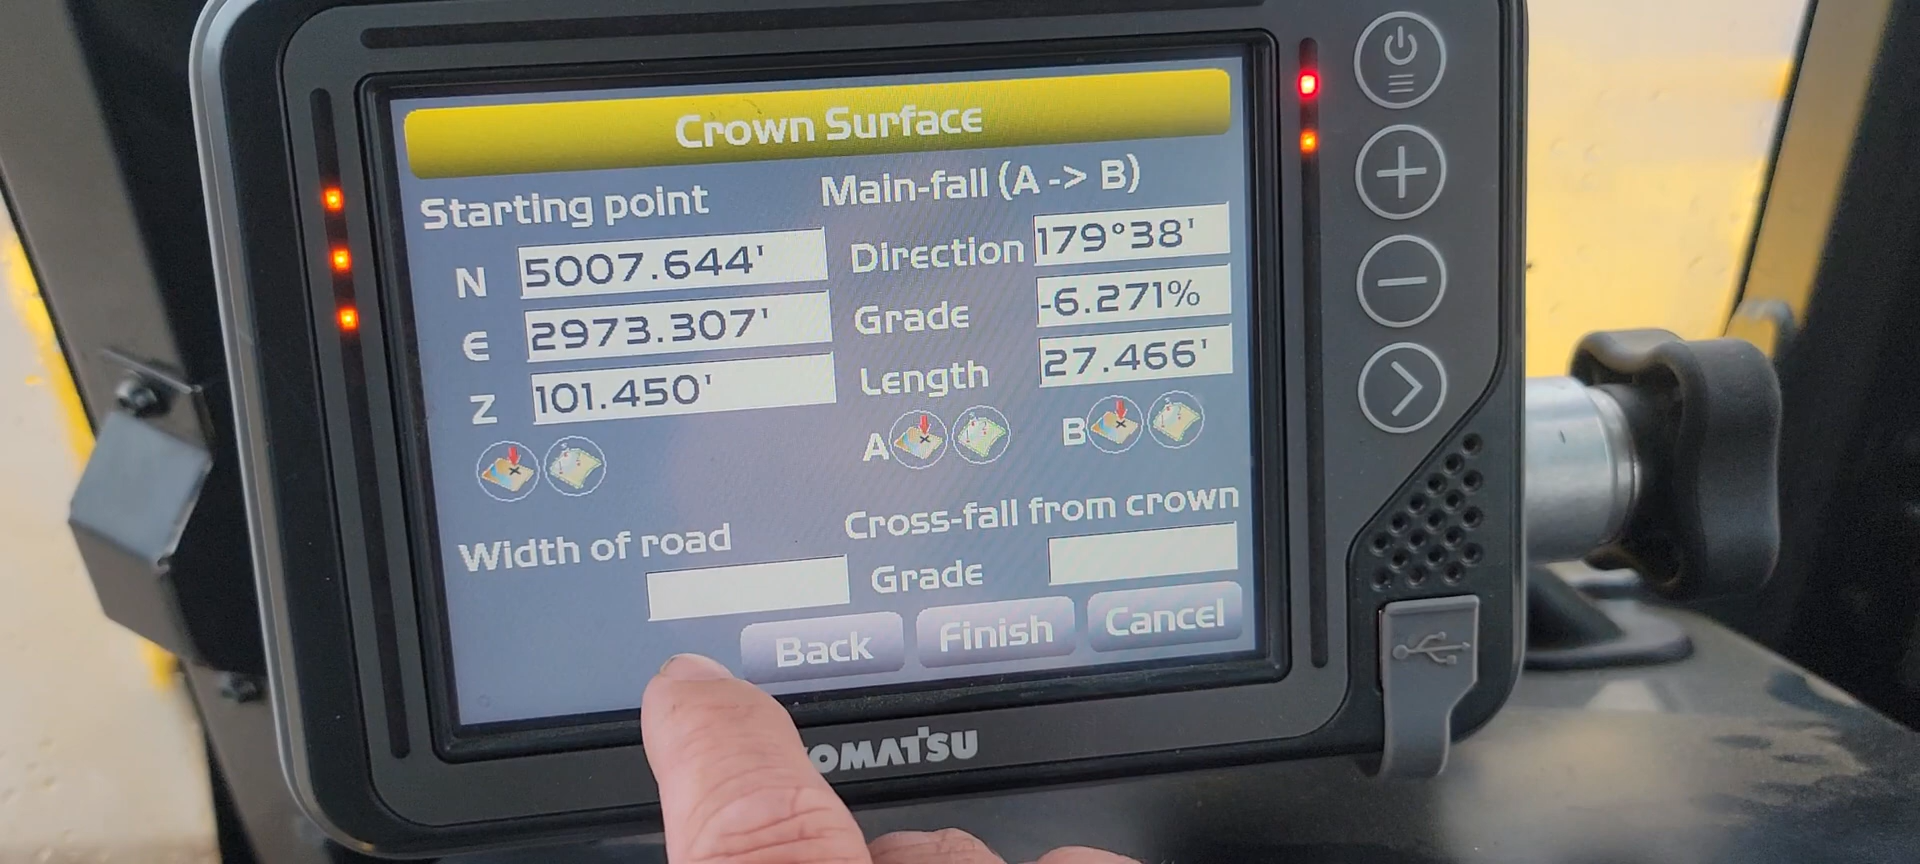 Crown Surface
Starting point
Main-fall (A -> B)
N 5007.644'
Direction 179°38'
E 2973.307'
Grade -6.271%
Z 101.450'
Length 27.466'
A
B
Width of road
Cross-fall from crown
Grade
Back
Finish
Cancel
OMATSU